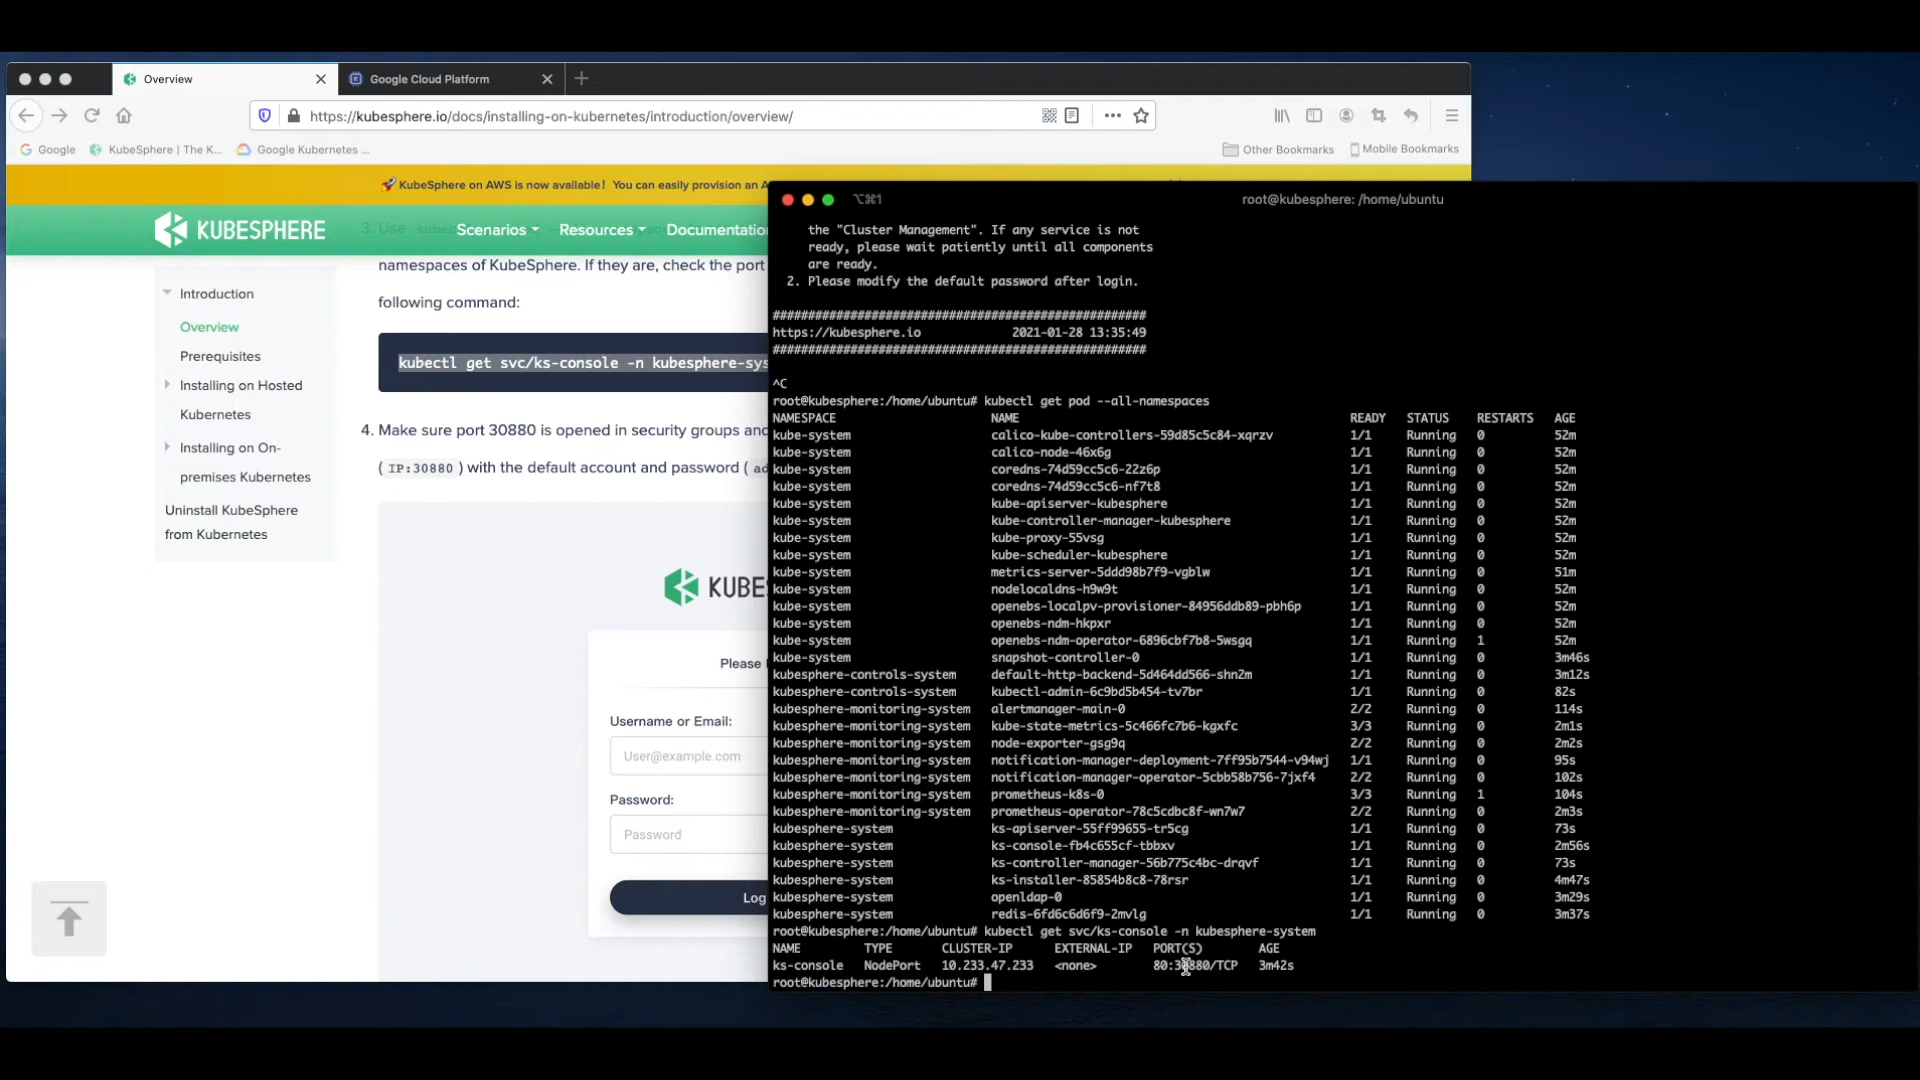 Overview
Google Cloud Platform
https://kubesphere.io/docs/installing-on-kubernetes/introduction/overview/
Google
KubeSphere | The K...
Google Kubernetes ...
Other Bookmarks
Mobile Bookmarks
🚀KubeSphere on AWS is now available! You can easily provision an A
KUBESPHERE
Scenarios
Resources
Documentatio
3. Use
namespaces of KubeSphere. If they are, check the port
following command:
kubectl get svc/ks-console -n kubesphere-sys
4. Make sure port 30880 is opened in security groups and
( IP:30880 ) with the default account and password ( ad
KUBE
Please
Username or Email:
User@example.com
Password:
Password
Log
Introduction
Overview
Prerequisites
Installing on Hosted
Kubernetes
Installing on On-
premises Kubernetes
Uninstall KubeSphere
from Kubernetes
⌥⌘1
root@kubesphere: /home/ubuntu
the "Cluster Management". If any service is not
ready, please wait patiently until all components
are ready.
2. Please modify the default password after login.
#####################################################
https://kubesphere.io             2021-01-28 13:35:49
#####################################################
^C
root@kubesphere:/home/ubuntu# kubectl get pod --all-namespaces
NAMESPACE NAME READY STATUS RESTARTS AGE
kube-system calico-kube-controllers-59d85c5c84-xqrzv 1/1 Running 0 52m
kube-system calico-node-46x6g 1/1 Running 0 52m
kube-system coredns-74d59cc5c6-22z6p 1/1 Running 0 52m
kube-system coredns-74d59cc5c6-nf7t8 1/1 Running 0 52m
kube-system kube-apiserver-kubesphere 1/1 Running 0 52m
kube-system kube-controller-manager-kubesphere 1/1 Running 0 52m
kube-system kube-proxy-55vsg 1/1 Running 0 52m
kube-system kube-scheduler-kubesphere 1/1 Running 0 52m
kube-system metrics-server-5ddd98b7f9-vgblw 1/1 Running 0 51m
kube-system nodelocaldns-h9w9t 1/1 Running 0 52m
kube-system openebs-localpv-provisioner-84956ddb89-pbh6p 1/1 Running 0 52m
kube-system openebs-ndm-hkpxr 1/1 Running 0 52m
kube-system openebs-ndm-operator-6896cbf7b8-5wsgq 1/1 Running 1 52m
kube-system snapshot-controller-0 1/1 Running 0 3m46s
kubesphere-controls-system default-http-backend-5d464dd566-shn2m 1/1 Running 0 3m12s
kubesphere-controls-system kubectl-admin-6c9bd5b454-tv7br 1/1 Running 0 82s
kubesphere-monitoring-system alertmanager-main-0 2/2 Running 0 114s
kubesphere-monitoring-system kube-state-metrics-5c466fc7b6-kgxfc 3/3 Running 0 2m1s
kubesphere-monitoring-system node-exporter-gsg9q 2/2 Running 0 2m2s
kubesphere-monitoring-system notification-manager-deployment-7ff95b7544-v94wj 1/1 Running 0 95s
kubesphere-monitoring-system notification-manager-operator-5cbb58b756-7jxf4 2/2 Running 0 102s
kubesphere-monitoring-system prometheus-k8s-0 3/3 Running 1 104s
kubesphere-monitoring-system prometheus-operator-78c5cdbc8f-wn7w7 2/2 Running 0 2m3s
kubesphere-system ks-apiserver-55ff99655-tr5cg 1/1 Running 0 73s
kubesphere-system ks-console-fb4c655cf-tbbxv 1/1 Running 0 2m56s
kubesphere-system ks-controller-manager-56b775c4bc-drqvf 1/1 Running 0 73s
kubesphere-system ks-installer-85854b8c8-78rsr 1/1 Running 0 4m47s
kubesphere-system openldap-0 1/1 Running 0 3m29s
kubesphere-system redis-6fd6c6d6f9-2mvlg 1/1 Running 0 3m37s
root@kubesphere:/home/ubuntu# kubectl get svc/ks-console -n kubesphere-system
NAME TYPE CLUSTER-IP EXTERNAL-IP PORT(S) AGE
ks-console NodePort 10.233.47.233 <none> 80:30880/TCP 3m42s
root@kubesphere:/home/ubuntu#